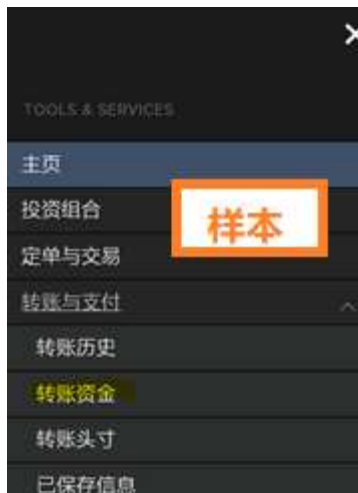 TOOLS & SERVICES
主页
投资组合
样本
定单与交易
转账与支付
转账历史
转账资金
转账头寸
已保存信息